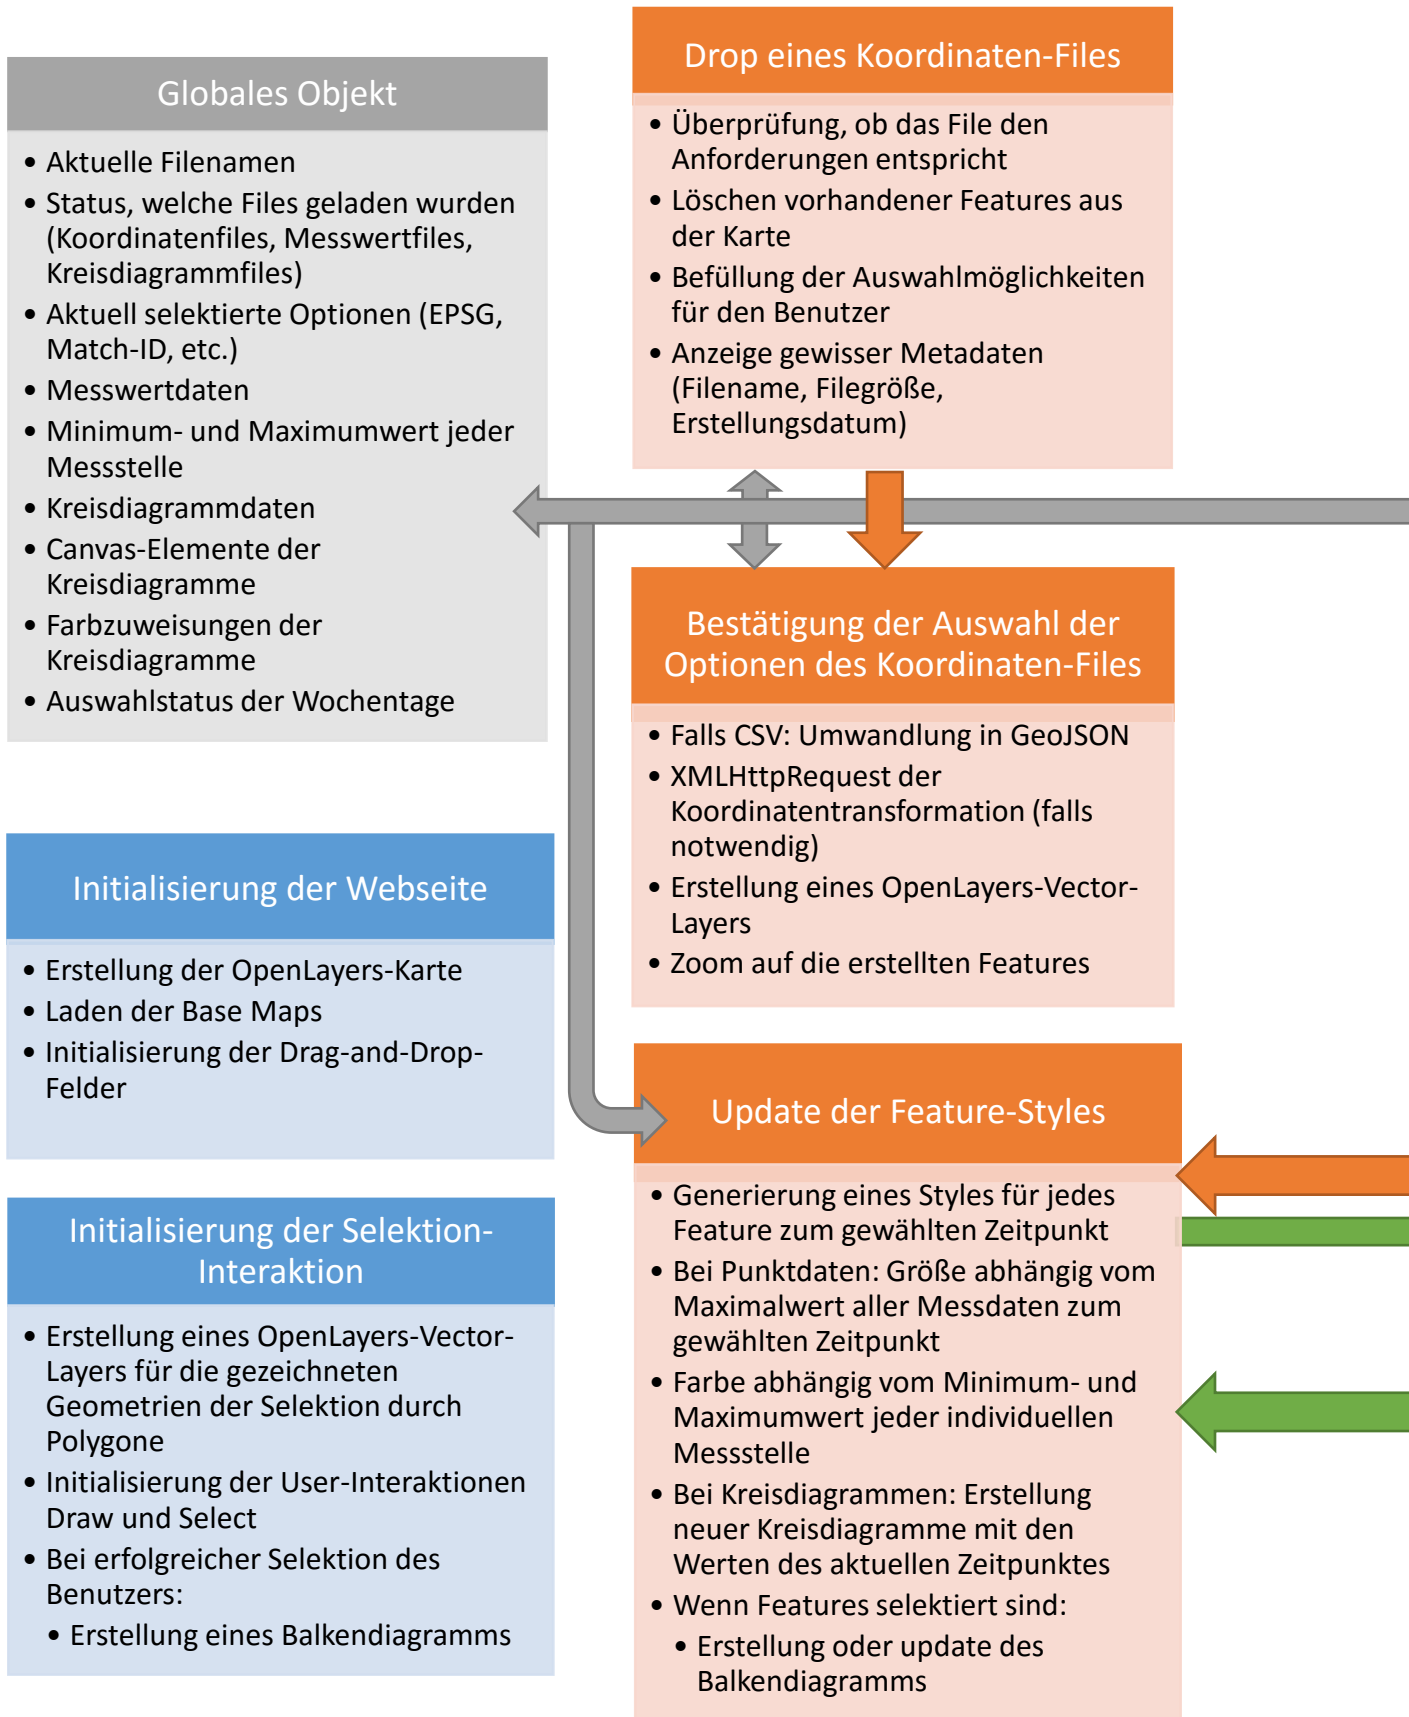 Globales Objekt
• Aktuelle Filenamen
• Status, welche Files geladen wurden
(Koordinatenfiles, Messwertfiles,
Kreisdiagrammfiles)
• Aktuell selektierte Optionen (EPSG,
Match-ID, etc.)
• Messwertdaten
• Minimum- und Maximumwert jeder
Messstelle
• Kreisdiagrammdaten
• Canvas-Elemente der
Kreisdiagramme
• Farbzuweisungen der
Kreisdiagramme
• Auswahlstatus der Wochentage
Initialisierung der Webseite
• Erstellung der OpenLayers-Karte
• Laden der Base Maps
• Initialisierung der Drag-and-Drop-
Felder
Initialisierung der Selektion-
Interaktion
• Erstellung eines OpenLayers-Vector-
Layers für die gezeichneten
Geometrien der Selektion durch
Polygone
• Initialisierung der User-Interaktionen
Draw und Select
• Bei erfolgreicher Selektion des
Benutzers:
• Erstellung eines Balkendiagramms
Drop eines Koordinaten-Files
• Überprüfung, ob das File den
Anforderungen entspricht
• Löschen vorhandener Features aus
der Karte
• Befüllung der Auswahlmöglichkeiten
für den Benutzer
• Anzeige gewisser Metadaten
(Filename, Filegröße,
Erstellungsdatum)
Bestätigung der Auswahl der
Optionen des Koordinaten-Files
• Falls CSV: Umwandlung in GeoJSON
• XMLHttpRequest der
Koordinatentransformation (falls
notwendig)
• Erstellung eines OpenLayers-Vector-
Layers
• Zoom auf die erstellten Features
Update der Feature-Styles
• Generierung eines Styles für jedes
Feature zum gewählten Zeitpunkt
• Bei Punktdaten: Größe abhängig vom
Maximalwert aller Messdaten zum
gewählten Zeitpunkt
• Farbe abhängig vom Minimum- und
Maximumwert jeder individuellen
Messstelle
• Bei Kreisdiagrammen: Erstellung
neuer Kreisdiagramme mit den
Werten des aktuellen Zeitpunktes
• Wenn Features selektiert sind:
• Erstellung oder update des
Balkendiagramms